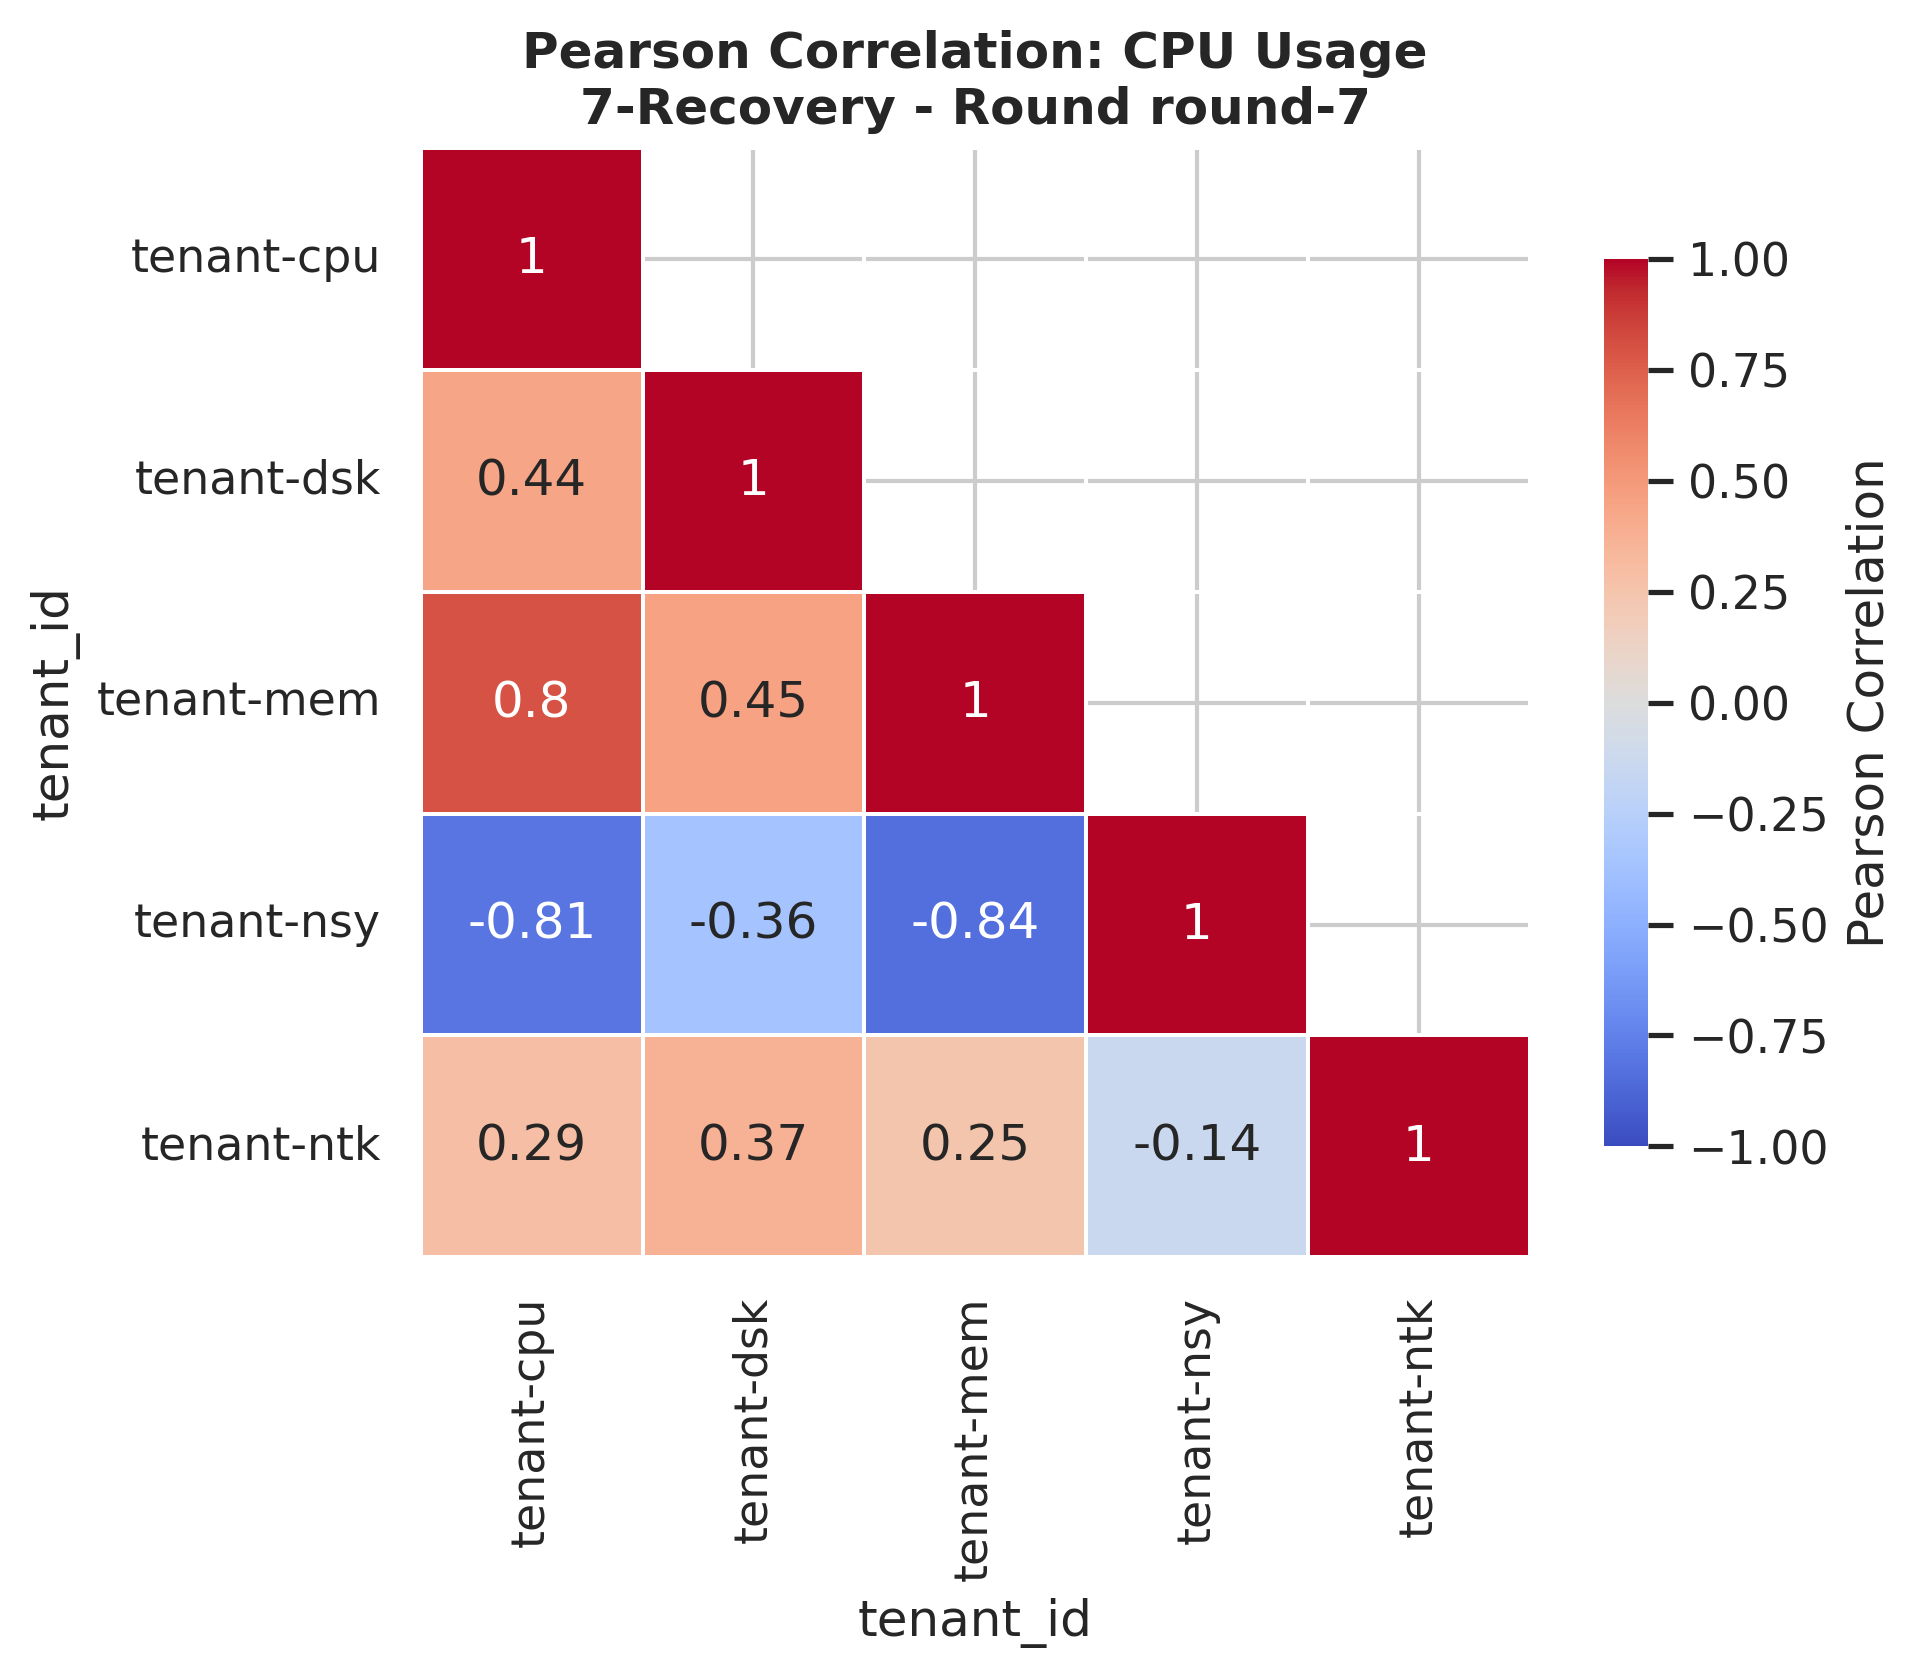 Pearson Correlation: CPU Usage
7-Recovery - Round round-7
tenant-cpu
1
tenant-dsk
0.44
1
tenant-mem
0.8
0.45
1
tenant-nsy
-0.81
-0.36
-0.84
1
tenant-ntk
0.29
0.37
0.25
-0.14
1
tenant_id
tenant-cpu
tenant-dsk
tenant-mem
tenant-nsy
tenant-ntk
tenant_id
1.00
0.75
0.50
0.25
0.00
−0.25
−0.50
−0.75
−1.00
Pearson Correlation